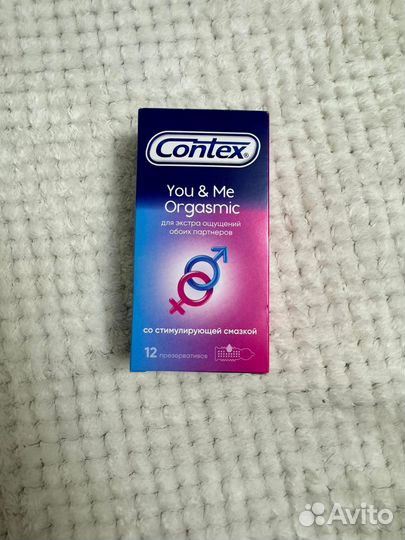 Contex®
You & Me
Orgasmic
для экстра ощущений
обоих партнеров
со стимулирующей смазкой
12 презервативов
Avito